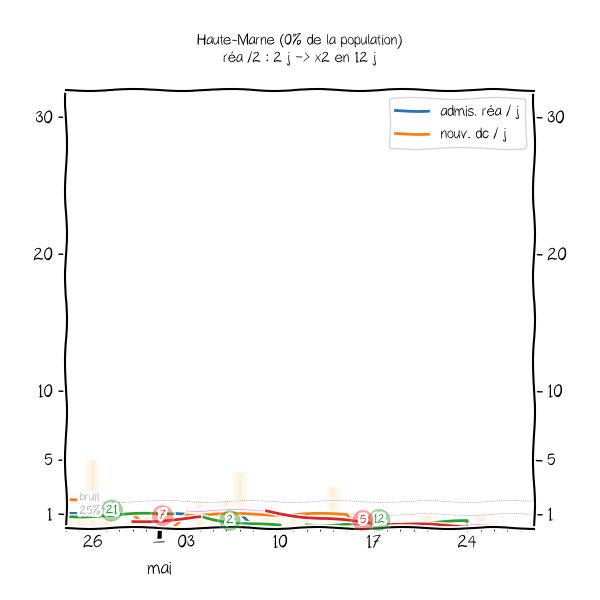 Haute-Marne (0% de la population)
réa /2 : 2 j -> x2 en 12 j
admis. réa / j
nouv. dc / j
30 30
20 20
10 10
5 5
bruit
25% 21 7 2 5 12
1 1
26 1 03 10 17 24
mai